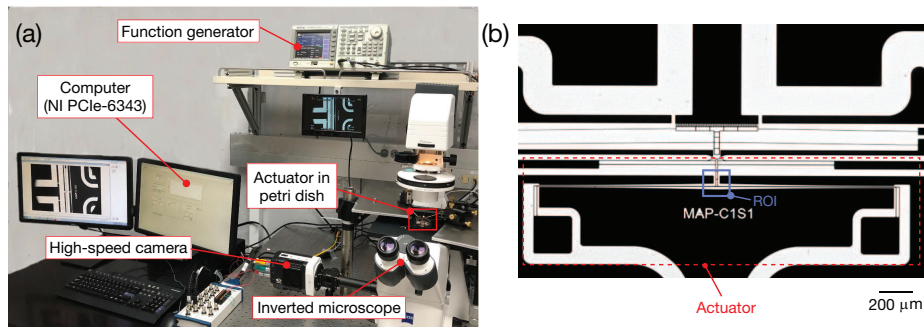 (a)
Function generator
Computer
(NI PCIe-6343)
Actuator in
petri dish
High-speed camera
Inverted microscope
(b)
ROI
MAP-C1S1
Actuator
200 μm